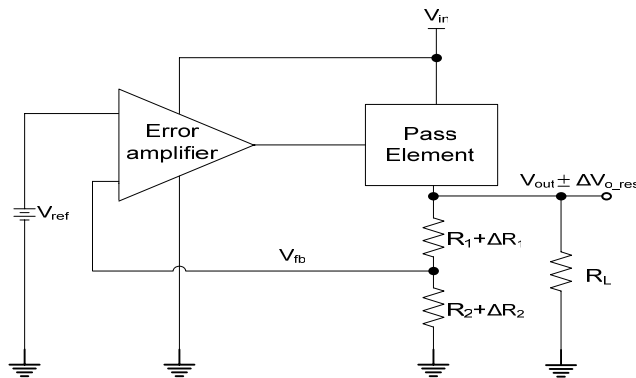 Vin
Error
amplifier
Pass
Element
Vout ± ΔVo_res
Vref
R1+ΔR1
Vfb
RL
R2+ΔR2